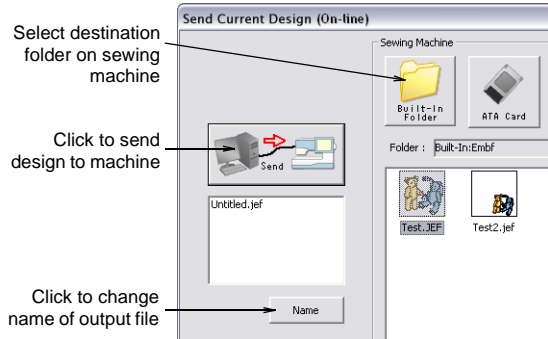 Send Current Design (On-line)
Select destination
folder on sewing
machine
Sewing Machine
Built-In
Folder
ATA Card
Click to send
design to machine
Send
Folder : Built-In:Embf
Untitled.jef
Test.JEF
Test2.jef
Click to change
name of output file
Name